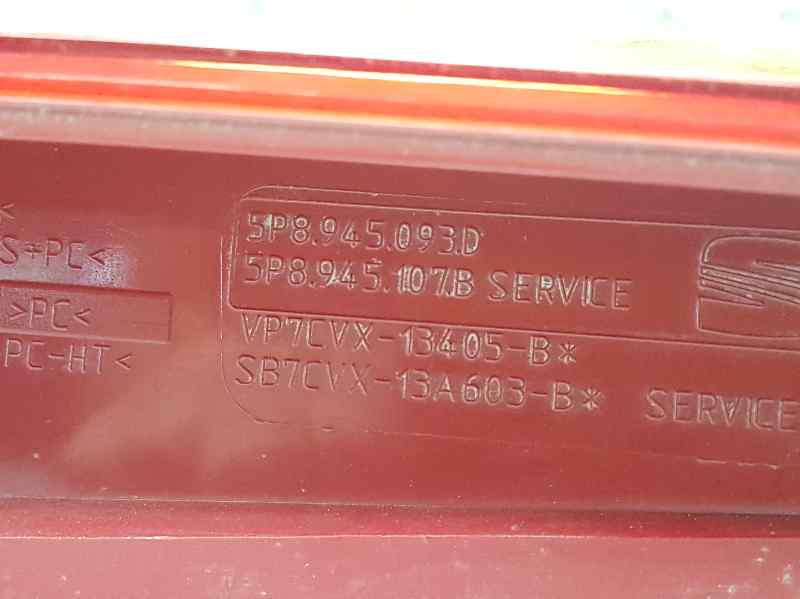 5P8.945.093.D
5P8.945.107.B SERVICE
VP7CVX-13405-B*
SB7CVX-13A603-B* SERVICE
<
S+PC<
>PC<
PC-HT<